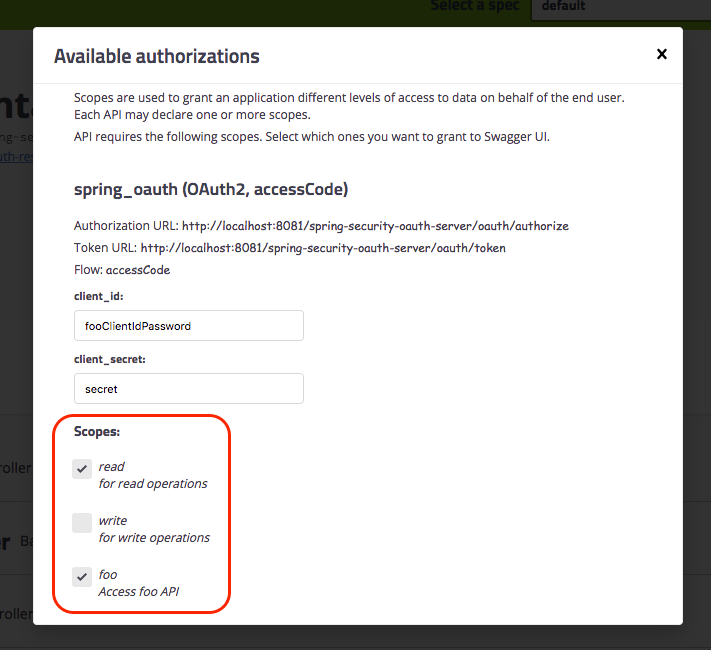 Select a spec default
Available authorizations
Scopes are used to grant an application different levels of access to data on behalf of the end user.
Each API may declare one or more scopes.
API requires the following scopes. Select which ones you want to grant to Swagger UI.
spring_oauth (OAuth2, accessCode)
Authorization URL: http://localhost:8081/spring-security-oauth-server/oauth/authorize
Token URL: http://localhost:8081/spring-security-oauth-server/oauth/token
Flow: accessCode
client_id:
fooClientIdPassword
client_secret:
secret
Scopes:
read
for read operations
write
for write operations
foo
Access foo API